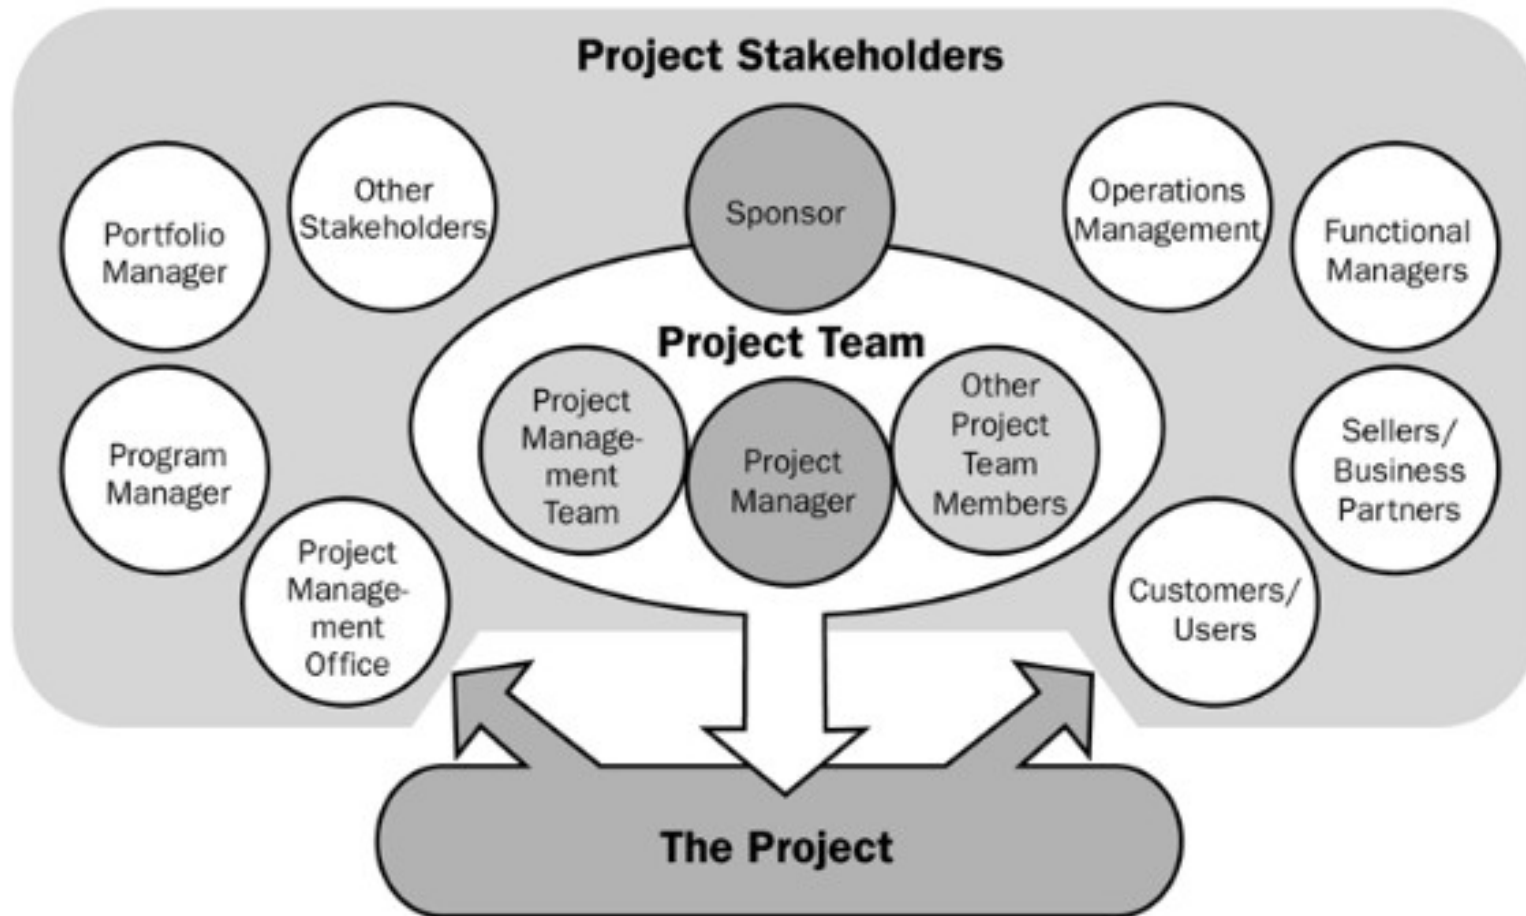 Project Stakeholders
Portfolio
Manager
Other
Stakeholders
Sponsor
Operations
Management
Functional
Managers
Project Team
Project
Manage-
ment
Team
Project
Manager
Other
Project
Team
Members
Program
Manager
Sellers/
Business
Partners
Project
Manage-
ment
Office
Customers/
Users
The Project